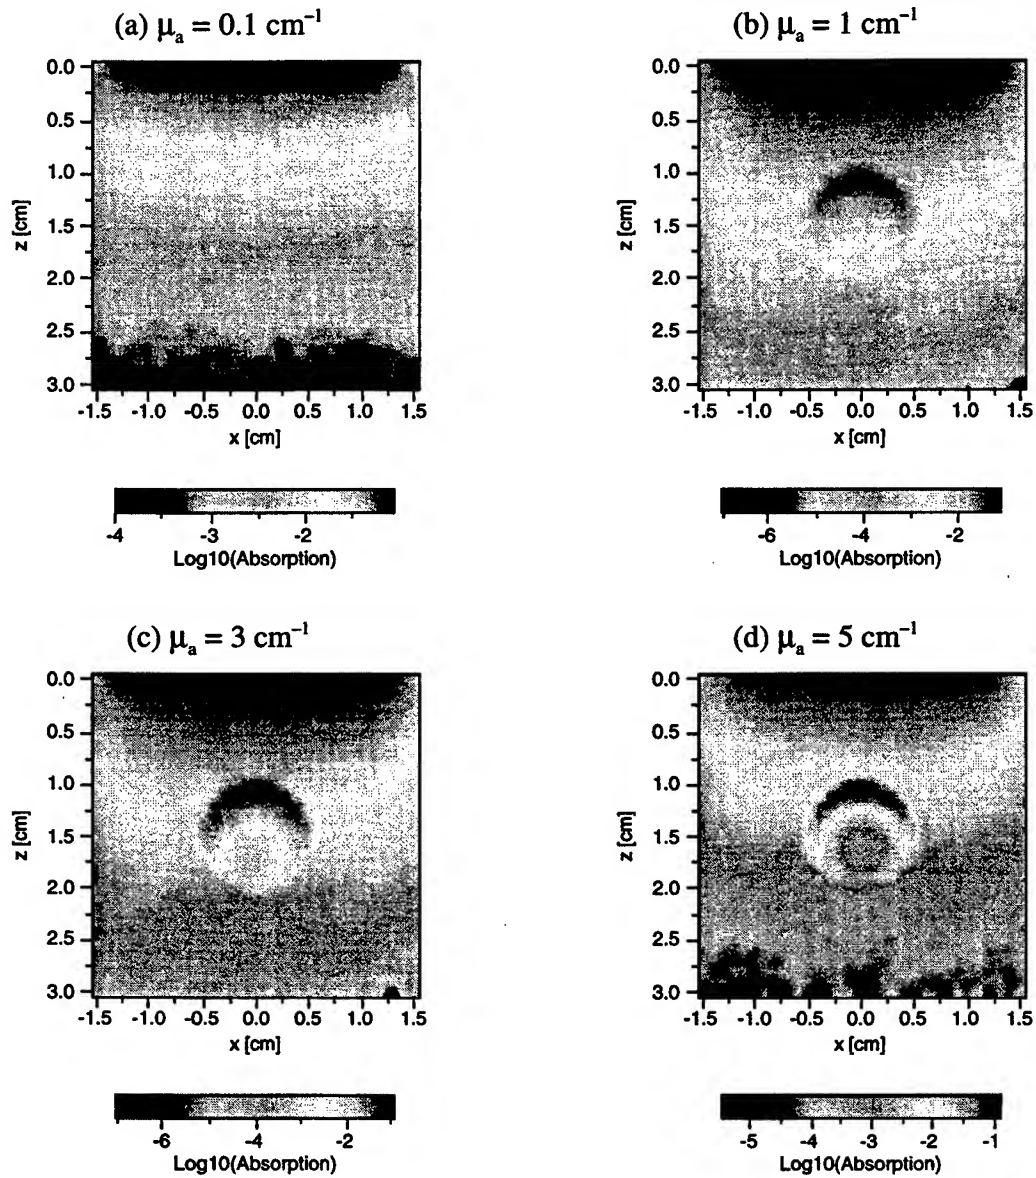 (a) μa = 0.1 cm⁻¹
0.0
0.5
1.0
1.5
2.0
2.5
3.0
z [cm]
-1.5 -1.0 -0.5 0.0 0.5 1.0 1.5
x [cm]
-4 -3 -2
Log10(Absorption)
(b) μa = 1 cm⁻¹
0.0
0.5
1.0
1.5
2.0
2.5
3.0
z [cm]
-1.5 -1.0 -0.5 0.0 0.5 1.0 1.5
x [cm]
-6 -4 -2
Log10(Absorption)
(c) μa = 3 cm⁻¹
0.0
0.5
1.0
1.5
2.0
2.5
3.0
z [cm]
-1.5 -1.0 -0.5 0.0 0.5 1.0 1.5
x [cm]
-6 -4 -2
Log10(Absorption)
(d) μa = 5 cm⁻¹
0.0
0.5
1.0
1.5
2.0
2.5
3.0
z [cm]
-1.5 -1.0 -0.5 0.0 0.5 1.0 1.5
x [cm]
-5 -4 -3 -2 -1
Log10(Absorption)